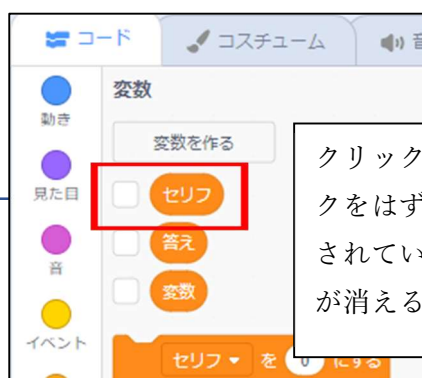 コード
コスチューム
音
変数
動き
変数を作る
見た目
セリフ
答え
音
変数
イベント
セリフ を 0 にする
クリック
クをはず
されてい
が消える